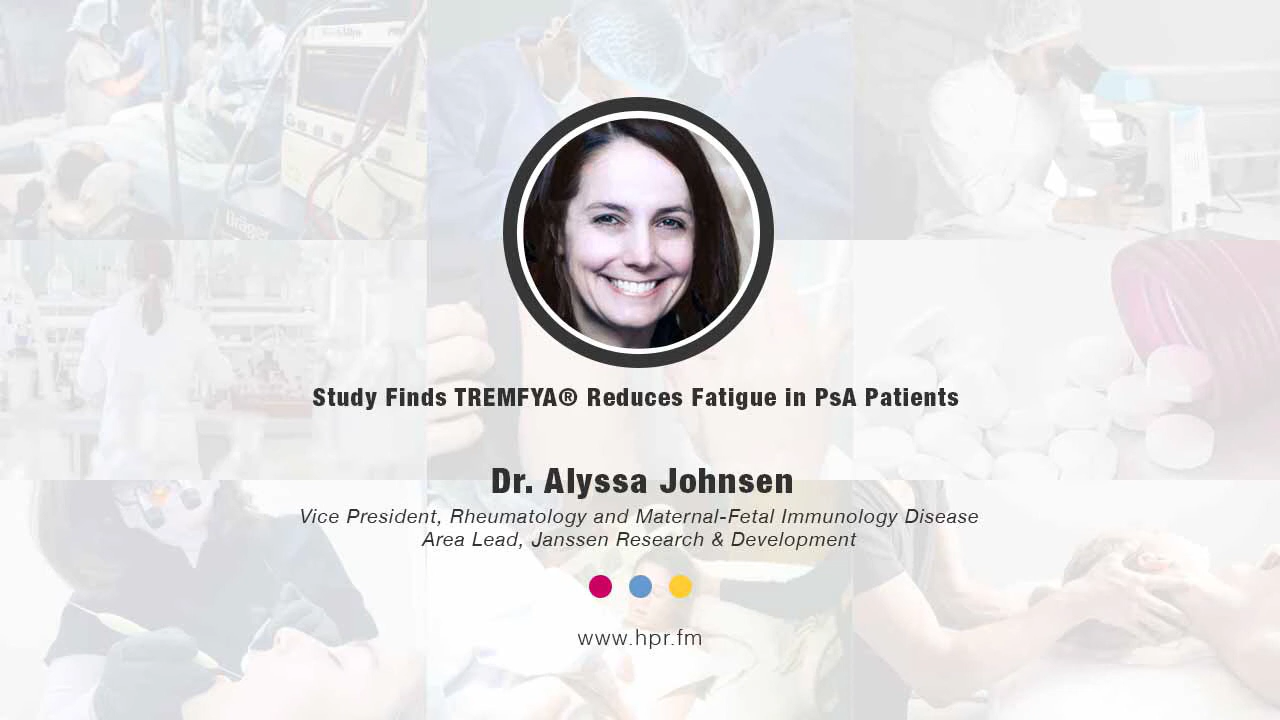 Dräger
Study Finds TREMFYA® Reduces Fatigue in PsA Patients
Dr. Alyssa Johnsen
Vice President, Rheumatology and Maternal-Fetal Immunology Disease
Area Lead, Janssen Research & Development
www.hpr.fm